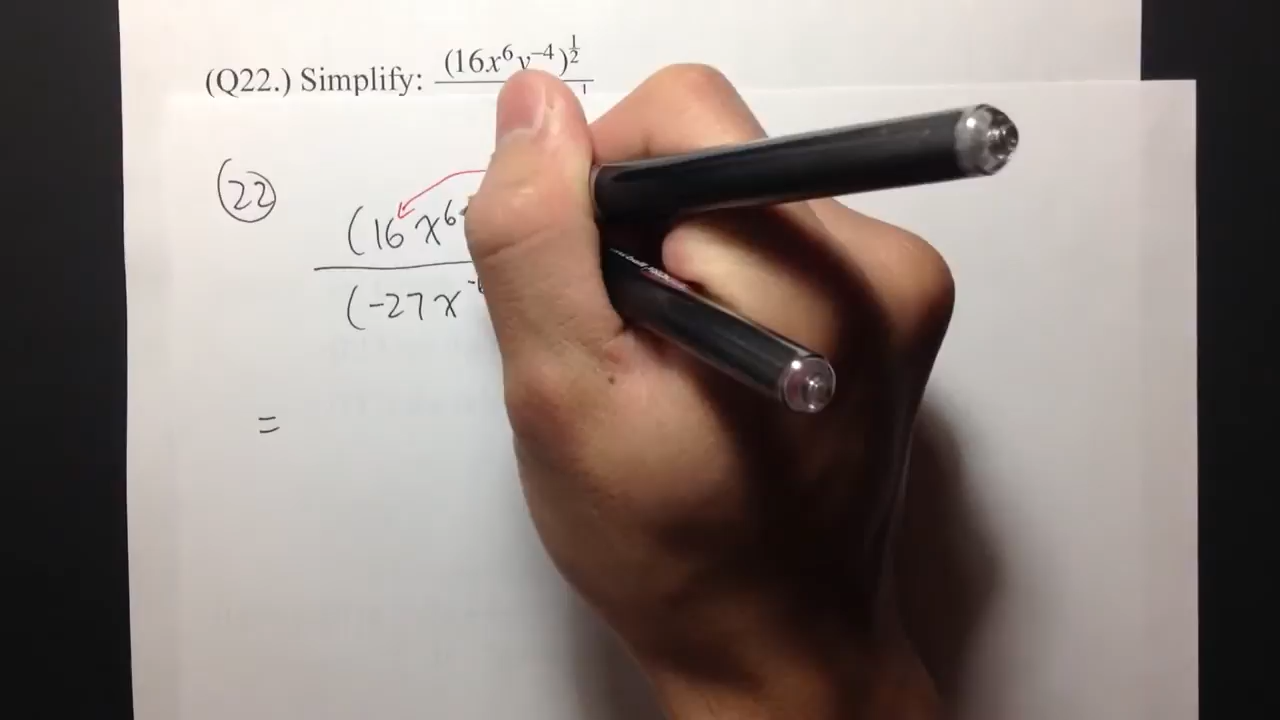 (Q22.) Simplify: (16x⁶y⁻⁴)^½
22
(16x⁶
(-27x⁻
=